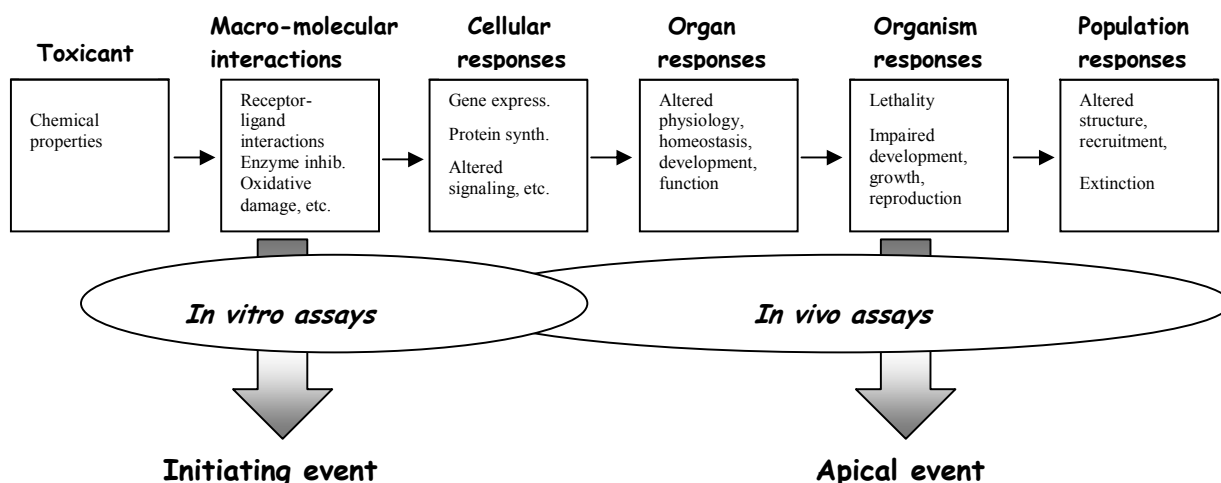 Toxicant
Macro-molecular
interactions
Cellular
responses
Organ
responses
Organism
responses
Population
responses
Chemical
properties
Receptor-
ligand
interactions
Enzyme inhib.
Oxidative
damage, etc.
Gene express.
Protein synth.
Altered
signaling, etc.
Altered
physiology,
homeostasis,
development,
function
Lethality
Impaired
development,
growth,
reproduction
Altered
structure,
recruitment,
Extinction
In vitro assays
In vivo assays
Initiating event
Apical event